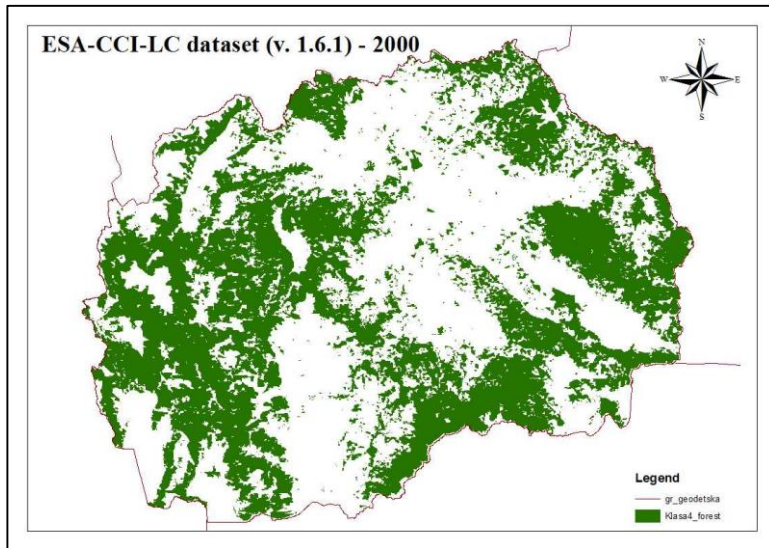 ESA-CCI-LC dataset (v. 1.6.1) - 2000
N
W
E
S
Legend
gr_geodetska
Klasa4_forest